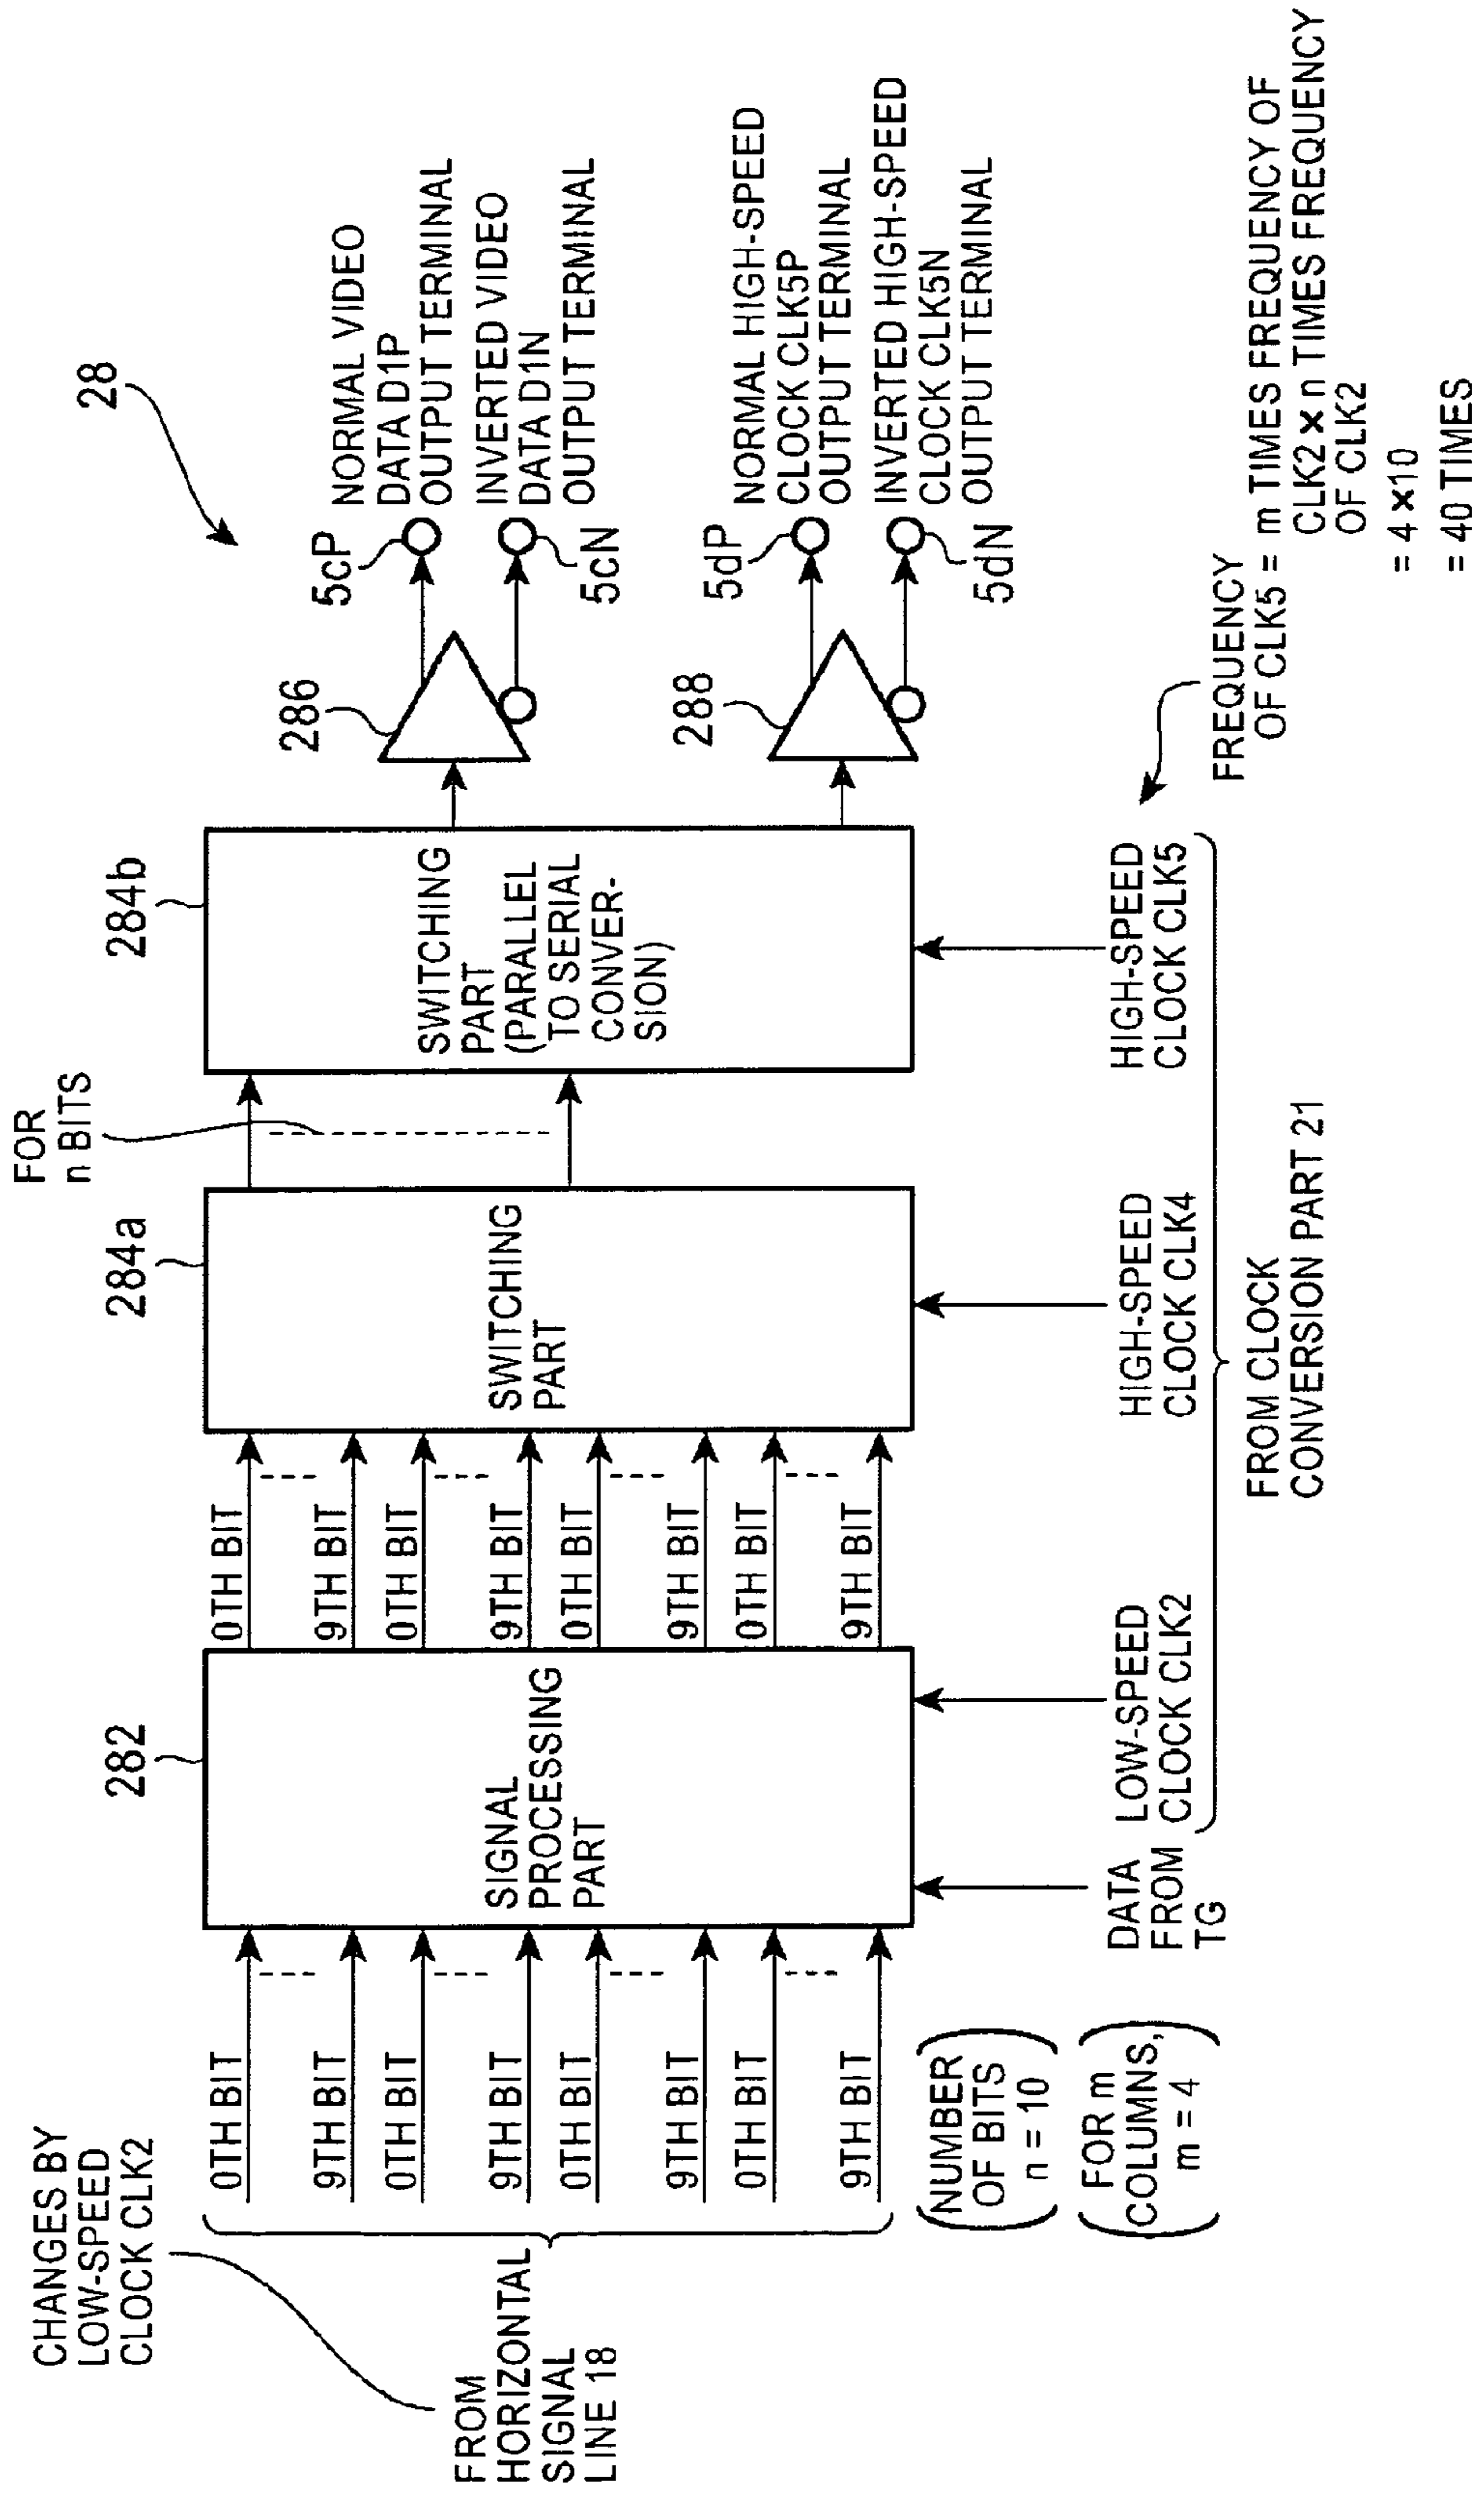 28
CHANGES BY
LOW-SPEED
CLOCK CLK2
FROM
HORIZONTAL
SIGNAL
LINE 18
0TH BIT
9TH BIT
0TH BIT
9TH BIT
0TH BIT
9TH BIT
0TH BIT
9TH BIT
(NUMBER
OF BITS
n = 10)
(FOR m
COLUMNS,
m = 4)
282
SIGNAL
PROCESSING
PART
DATA
FROM
TG
LOW-SPEED
CLOCK CLK2
0TH BIT
9TH BIT
0TH BIT
9TH BIT
0TH BIT
9TH BIT
0TH BIT
9TH BIT
284a
SWITCHING
PART
HIGH-SPEED
CLOCK CLK4
FOR
n BITS
284b
SWITCHING
PART
(PARALLEL
TO SERIAL
CONVER-
SION)
HIGH-SPEED
CLOCK CLK5
FROM CLOCK
CONVERSION PART 21
286
288
5cP
NORMAL VIDEO
DATA D1P
OUTPUT TERMINAL
5cN
INVERTED VIDEO
DATA D1N
OUTPUT TERMINAL
5dP
NORMAL HIGH-SPEED
CLOCK CLK5P
OUTPUT TERMINAL
5dN
INVERTED HIGH-SPEED
CLOCK CLK5N
OUTPUT TERMINAL
FREQUENCY
OF CLK5 = m TIMES FREQUENCY OF
CLK2 × n TIMES FREQUENCY
OF CLK2
= 4 × 10
= 40 TIMES